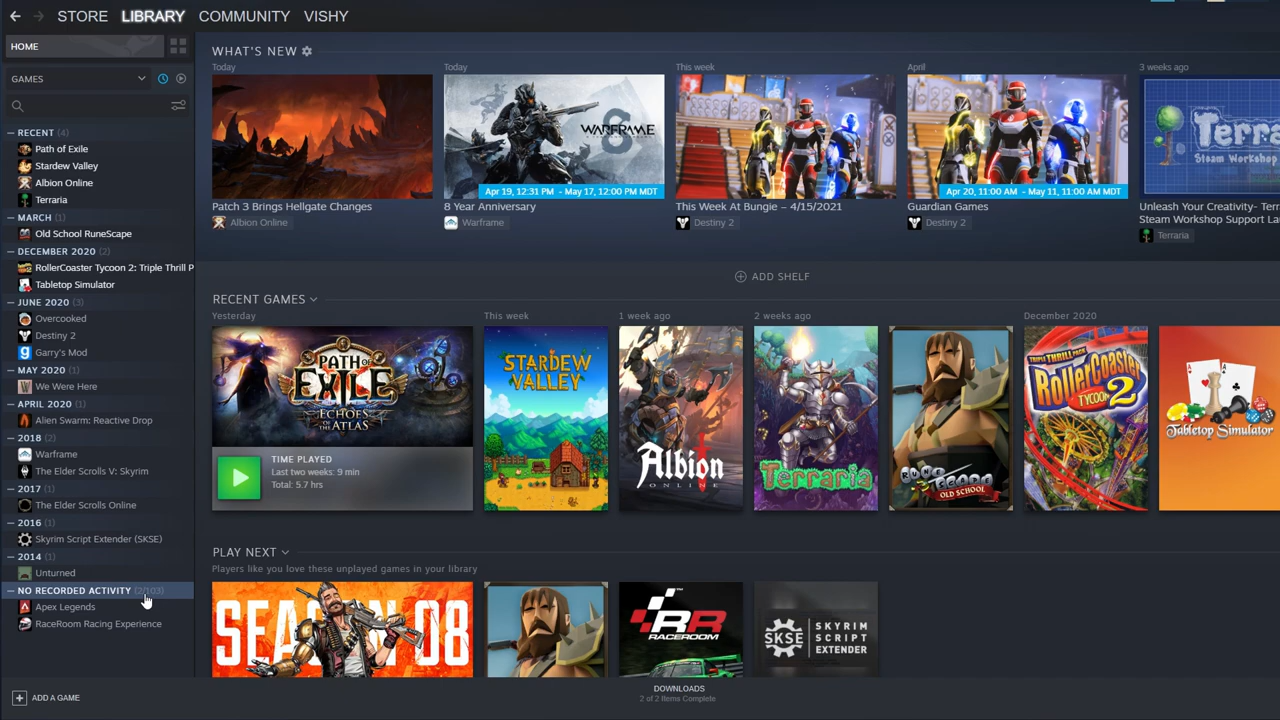 STORE LIBRARY COMMUNITY VISHY
HOME
GAMES
RECENT (4)
Path of Exile
Stardew Valley
Albion Online
Terraria
MARCH (1)
Old School RuneScape
DECEMBER 2020 (2)
RollerCoaster Tycoon 2: Triple Thrill P
Tabletop Simulator
JUNE 2020 (3)
Overcooked
Destiny 2
Garry's Mod
MAY 2020 (1)
We Were Here
APRIL 2020 (1)
Alien Swarm: Reactive Drop
2018 (2)
Warframe
The Elder Scrolls V: Skyrim
2017 (1)
The Elder Scrolls Online
2016 (1)
Skyrim Script Extender (SKSE)
2014 (1)
Unturned
NO RECORDED ACTIVITY (2/103)
Apex Legends
RaceRoom Racing Experience
ADD A GAME
WHAT'S NEW
Today
Patch 3 Brings Hellgate Changes
Albion Online
Today
WARFRAME
8
Apr 19, 12:31 PM - May 17, 12:00 PM MDT
8 Year Anniversary
Warframe
This week
This Week At Bungie – 4/15/2021
Destiny 2
April
Apr 20, 11:00 AM - May 11, 11:00 AM MDT
Guardian Games
Destiny 2
3 weeks ago
Terra
Steam Workshop
Unleash Your Creativity- Terr
Steam Workshop Support La
Terraria
ADD SHELF
RECENT GAMES
Yesterday
PATH OF EXILE
ECHOES OF THE ATLAS
TIME PLAYED
Last two weeks: 9 min
Total: 5.7 hrs
This week
STARDEW VALLEY
1 week ago
Albion
ONLINE
2 weeks ago
Terraria
RUNESCAPE
OLD SCHOOL
December 2020
TRIPLE THRILL PACK
RollerCoaster
TYCOON 2
Tabletop Simulator
PLAY NEXT
Players like you love these unplayed games in your library
SEASON 08
RR
RACEROOM
SKSE
SKYRIM
SCRIPT
EXTENDER
DOWNLOADS
2 of 2 Items Complete